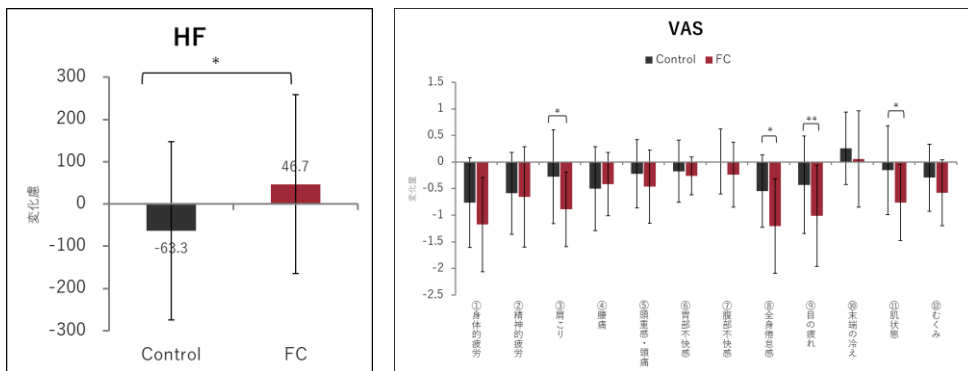 HF
*
300
200
100
0
-100
-200
-300
変化慮
-63.3
46.7
Control
FC
VAS
Control FC
1.5
1
0.5
0
-0.5
-1
-1.5
-2
-2.5
変化量
* * ** *
①身体的疲労
②精神的疲労
③肩こり
④腰痛
⑤頭重感・頭痛
⑥胃部不快感
⑦腹部不快感
⑧全身倦怠感
⑨目の疲れ
⑩末端の冷え
⑪肌状態
⑫むくみ